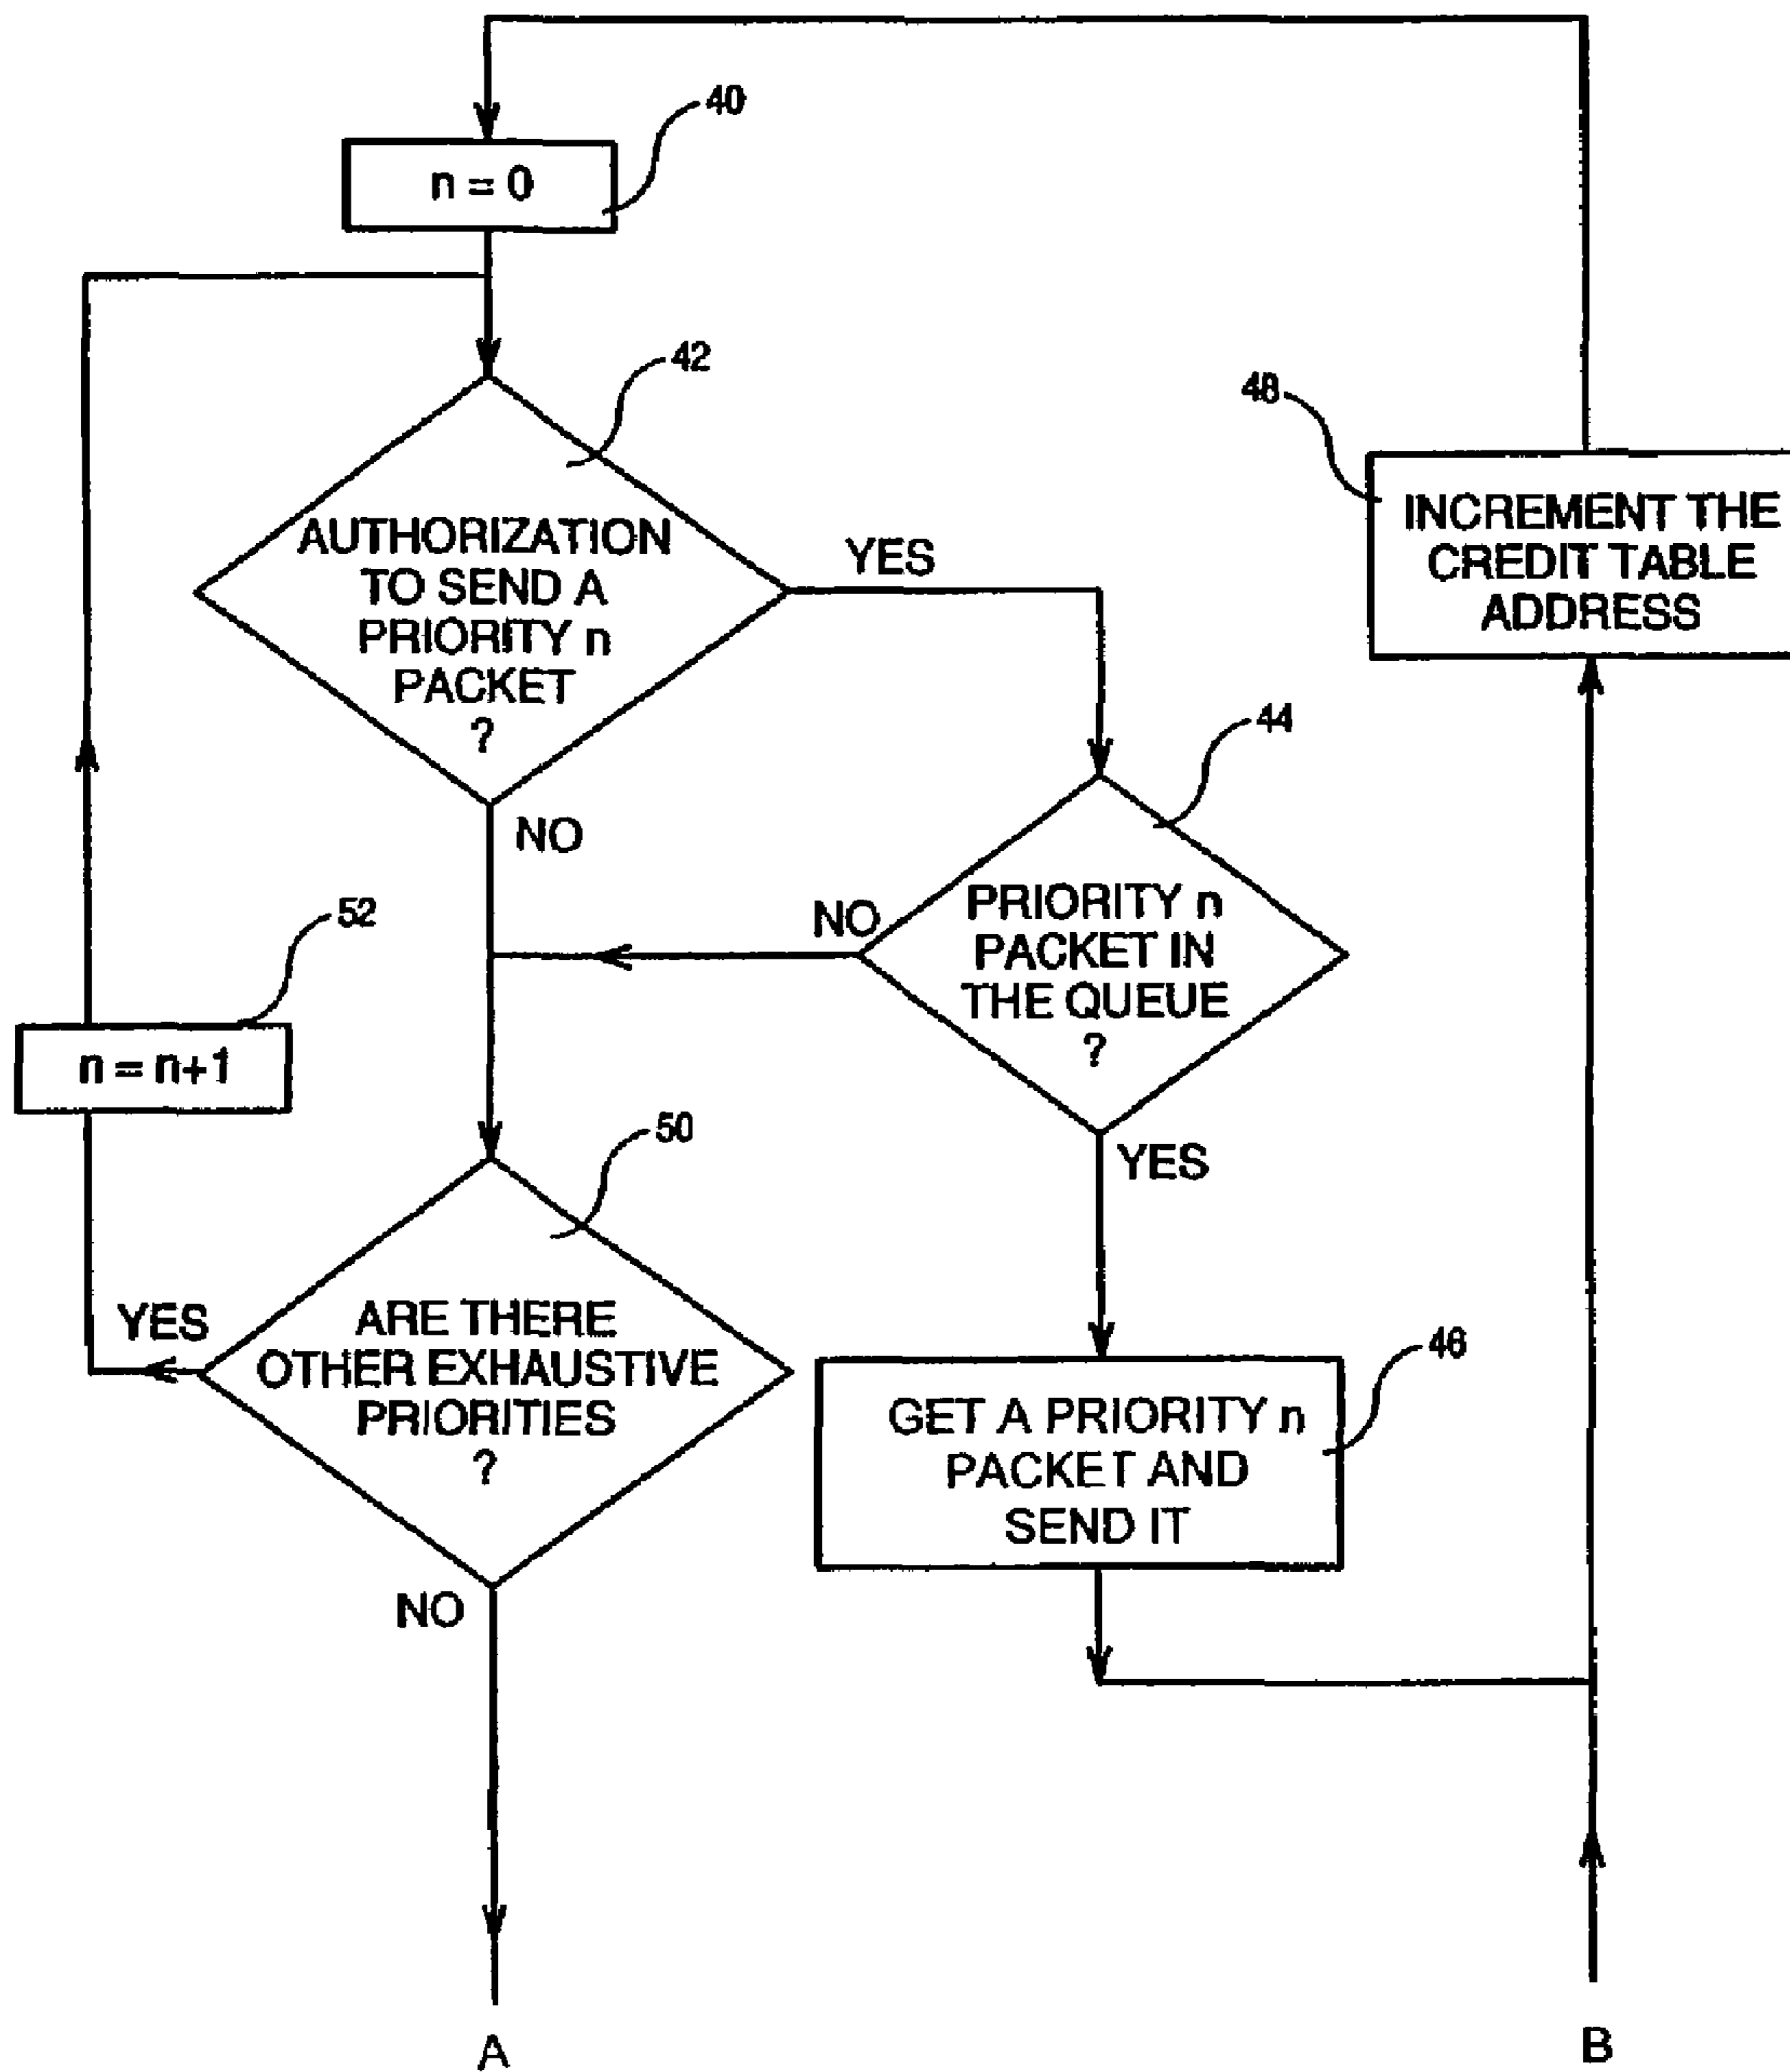 40
n = 0
42
AUTHORIZATION
TO SEND A
PRIORITY n
PACKET
?
YES
NO
48
INCREMENT THE
CREDIT TABLE
ADDRESS
44
PRIORITY n
PACKET IN
THE QUEUE
?
NO
YES
52
n = n+1
50
ARE THERE
OTHER EXHAUSTIVE
PRIORITIES
?
YES
NO
46
GET A PRIORITY n
PACKET AND
SEND IT
A
B